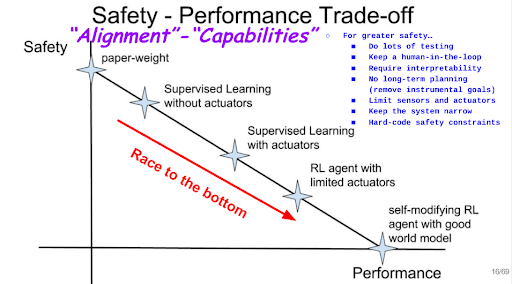 Safety - Performance Trade-off
"Alignment"-"Capabilities"
Safety
paper-weight
Supervised Learning
without actuators
Supervised Learning
with actuators
RL agent with
limited actuators
self-modifying RL
agent with good
world model
Race to the bottom
Performance
○ For greater safety…
■ Do lots of testing
■ Keep a human-in-the-loop
■ Require interpretability
■ No long-term planning
(remove instrumental goals)
■ Limit sensors and actuators
■ Keep the system narrow
■ Hard-code safety constraints
16/69